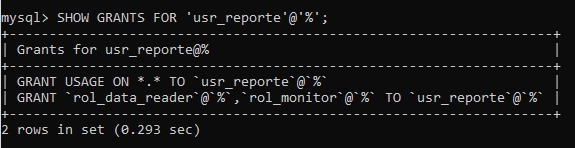 mysql> SHOW GRANTS FOR 'usr_reporte'@'%';
+------------------------------------------------------------------+
| Grants for usr_reporte@%                                         |
+------------------------------------------------------------------+
| GRANT USAGE ON *.* TO `usr_reporte`@`%`                          |
| GRANT `rol_data_reader`@`%`,`rol_monitor`@`%` TO `usr_reporte`@`%` |
+------------------------------------------------------------------+
2 rows in set (0.293 sec)